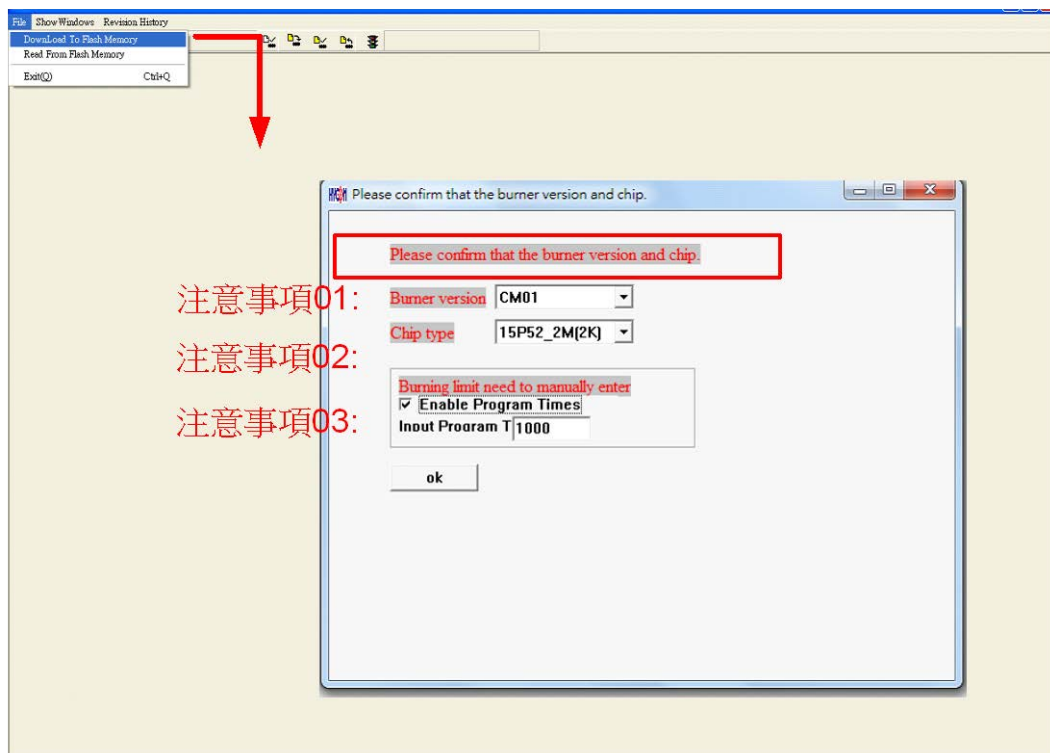 File Show Windows Revision History
DownLoad To Flash Memory
Read From Flash Memory
Exit(Q) Ctrl+Q
Please confirm that the burner version and chip.
Please confirm that the burner version and chip.
注意事項01:
Burner version CM01
Chip type 15P52_2M(2K)
注意事項02:
Burning limit need to manually enter
Enable Program Times
注意事項03:
Input Program T 1000
ok